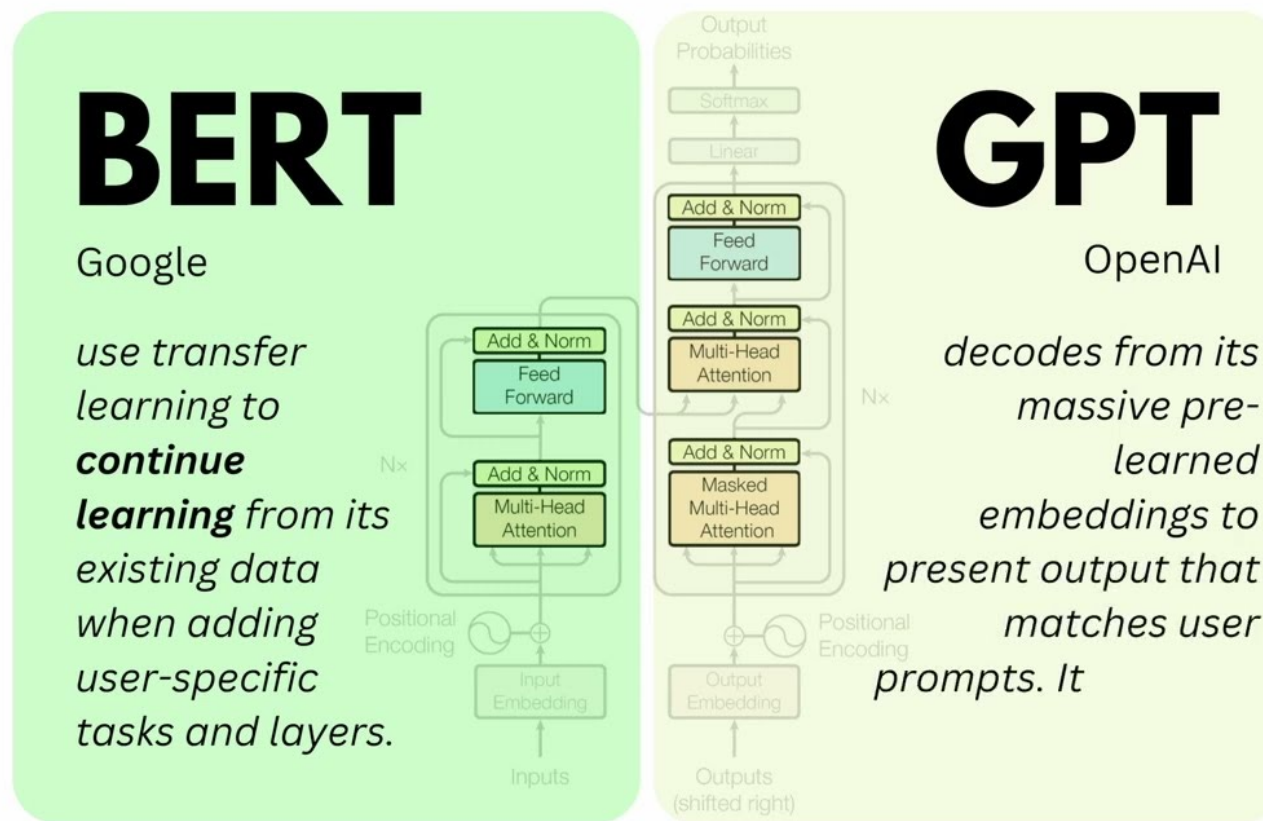 BERT
Google
use transfer
learning to
continue
learning from its
existing data
when adding
user-specific
tasks and layers.
Add & Norm
Feed
Forward
Nx
Add & Norm
Multi-Head
Attention
Positional
Encoding
Input
Embedding
Inputs
Output
Probabilities
Softmax
Linear
Add & Norm
Feed
Forward
Add & Norm
Multi-Head
Attention
Nx
Add & Norm
Masked
Multi-Head
Attention
Positional
Encoding
Output
Embedding
Outputs
(shifted right)
GPT
OpenAI
decodes from its
massive pre-
learned
embeddings to
present output that
matches user
prompts. It